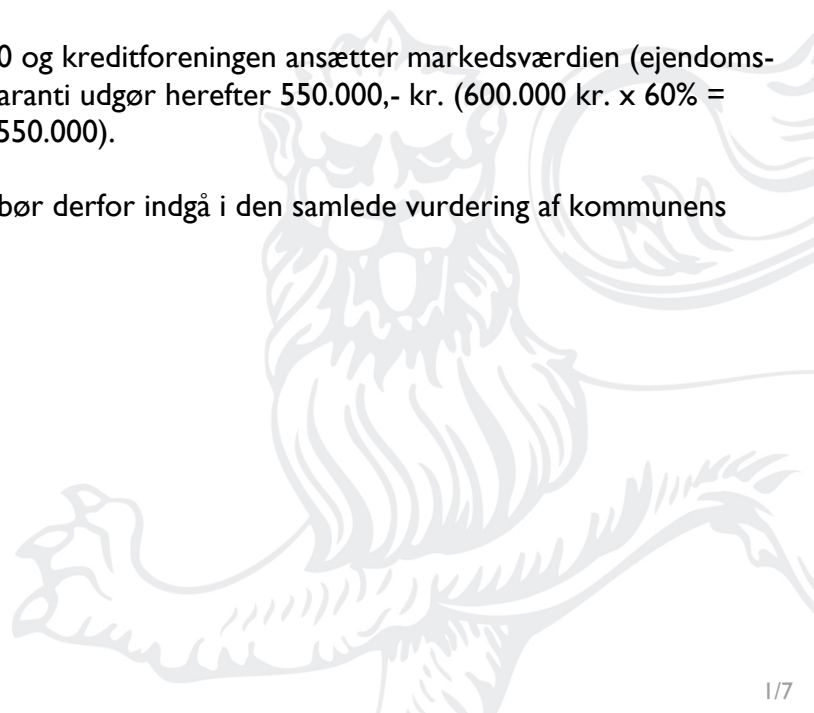 0 og kreditforeningen ansætter markedsværdien (ejendoms-
aranti udgør herefter 550.000,- kr. (600.000 kr. x 60% =
550.000).
bør derfor indgå i den samlede vurdering af kommunens
1/7